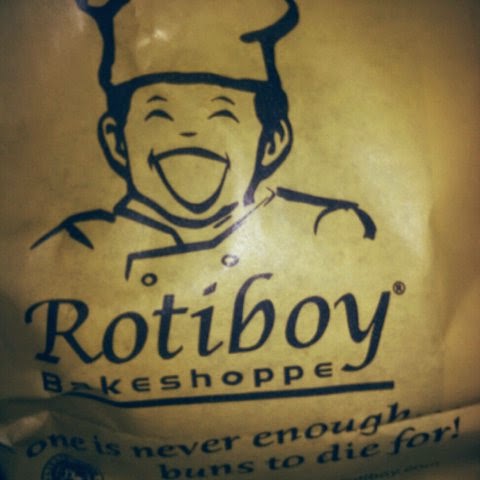 Rotiboy®
Bakeshoppe
one is never enough...
buns to die for!